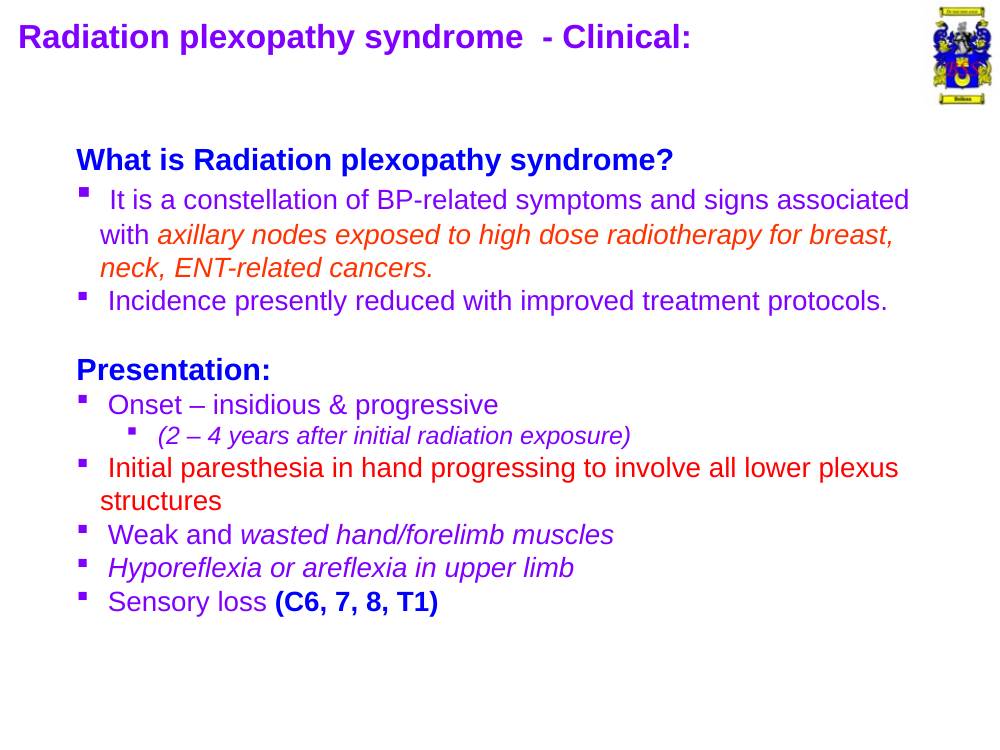 Radiation plexopathy syndrome - Clinical:
What is Radiation plexopathy syndrome?
▪ It is a constellation of BP-related symptoms and signs associated
with axillary nodes exposed to high dose radiotherapy for breast,
neck, ENT-related cancers.
▪ Incidence presently reduced with improved treatment protocols.
Presentation:
▪ Onset – insidious & progressive
▪ (2 – 4 years after initial radiation exposure)
▪ Initial paresthesia in hand progressing to involve all lower plexus
structures
▪ Weak and wasted hand/forelimb muscles
▪ Hyporeflexia or areflexia in upper limb
▪ Sensory loss (C6, 7, 8, T1)